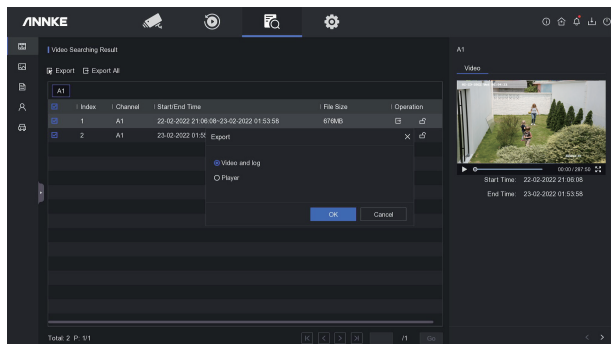 ANNKE
Video Searching Result
Export Export All
A1
Index Channel Start/End Time File Size Operation
1 A1 22-02-2022 21:06:08~23-02-2022 01:53:58 676MB
2 A1 23-02-2022 01:5
Export
Video and log
Player
OK Cancel
Total: 2 P: 1/1
/1 Go
A1
Video
00:00/287:50
Start Time: 22-02-2022 21:06:08
End Time: 23-02-2022 01:53:58